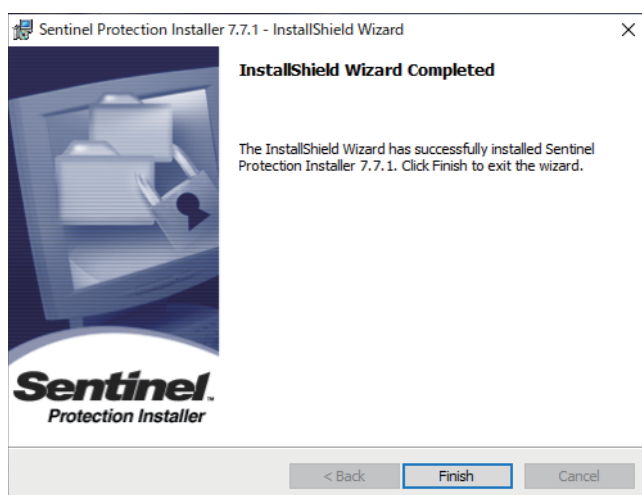 Sentinel Protection Installer 7.7.1 - InstallShield Wizard
InstallShield Wizard Completed
The InstallShield Wizard has successfully installed Sentinel
Protection Installer 7.7.1. Click Finish to exit the wizard.
Sentinel™
Protection Installer
< Back
Finish
Cancel